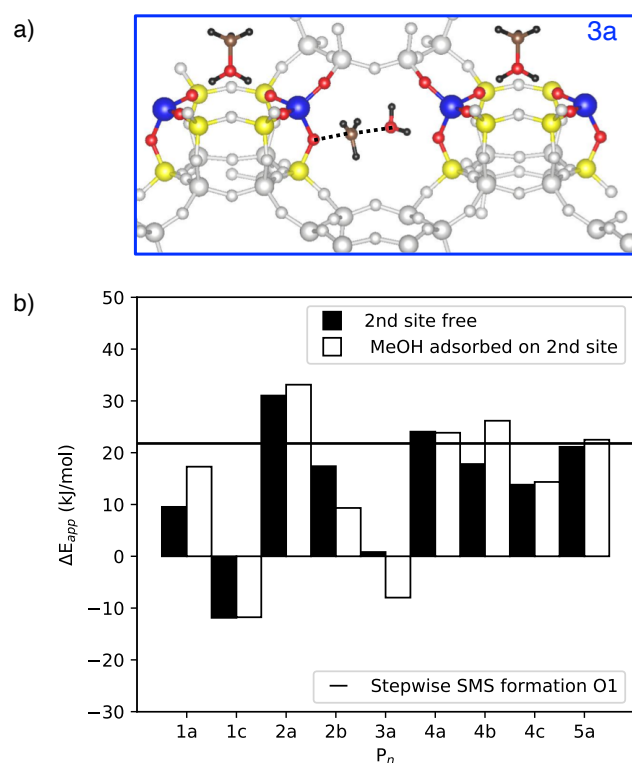 a)
3a
b)
50
40
30
20
10
0
−10
−20
−30
ΔE_app (kJ/mol)
2nd site free
MeOH adsorbed on 2nd site
Stepwise SMS formation O1
1a 1c 2a 2b 3a 4a 4b 4c 5a
P_n